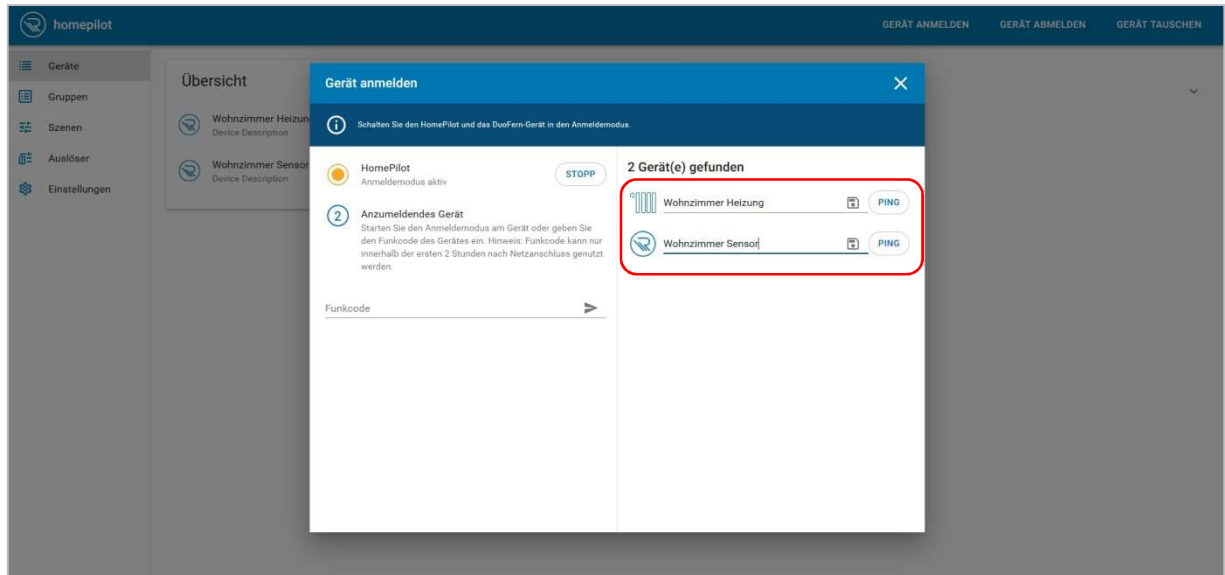 homepilot
GERÄT ANMELDEN
GERÄT ABMELDEN
GERÄT TAUSCHEN
Geräte
Gruppen
Szenen
Auslöser
Einstellungen
Übersicht
Wohnzimmer Heizun
Device Description
Wohnzimmer Sensor
Device Description
Gerät anmelden
Schalten Sie den HomePilot und das DuoFern-Gerät in den Anmeldemodus.
HomePilot
Anmeldemodus aktiv
STOPP
2
Anzumeldendes Gerät
Starten Sie den Anmeldemodus am Gerät oder geben Sie
den Funkcode des Gerätes ein. Hinweis: Funkcode kann nur
innerhalb der ersten 2 Stunden nach Netzanschluss genutzt
werden.
Funkcode
2 Gerät(e) gefunden
Wohnzimmer Heizung
PING
Wohnzimmer Sensor
PING